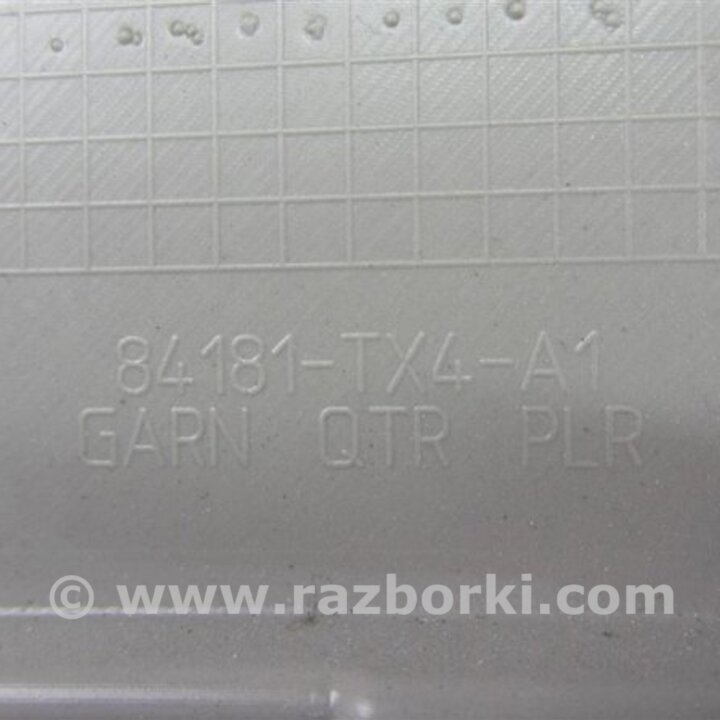 84181-TX4-A1
GARN QTR PLR
© www.razborki.com